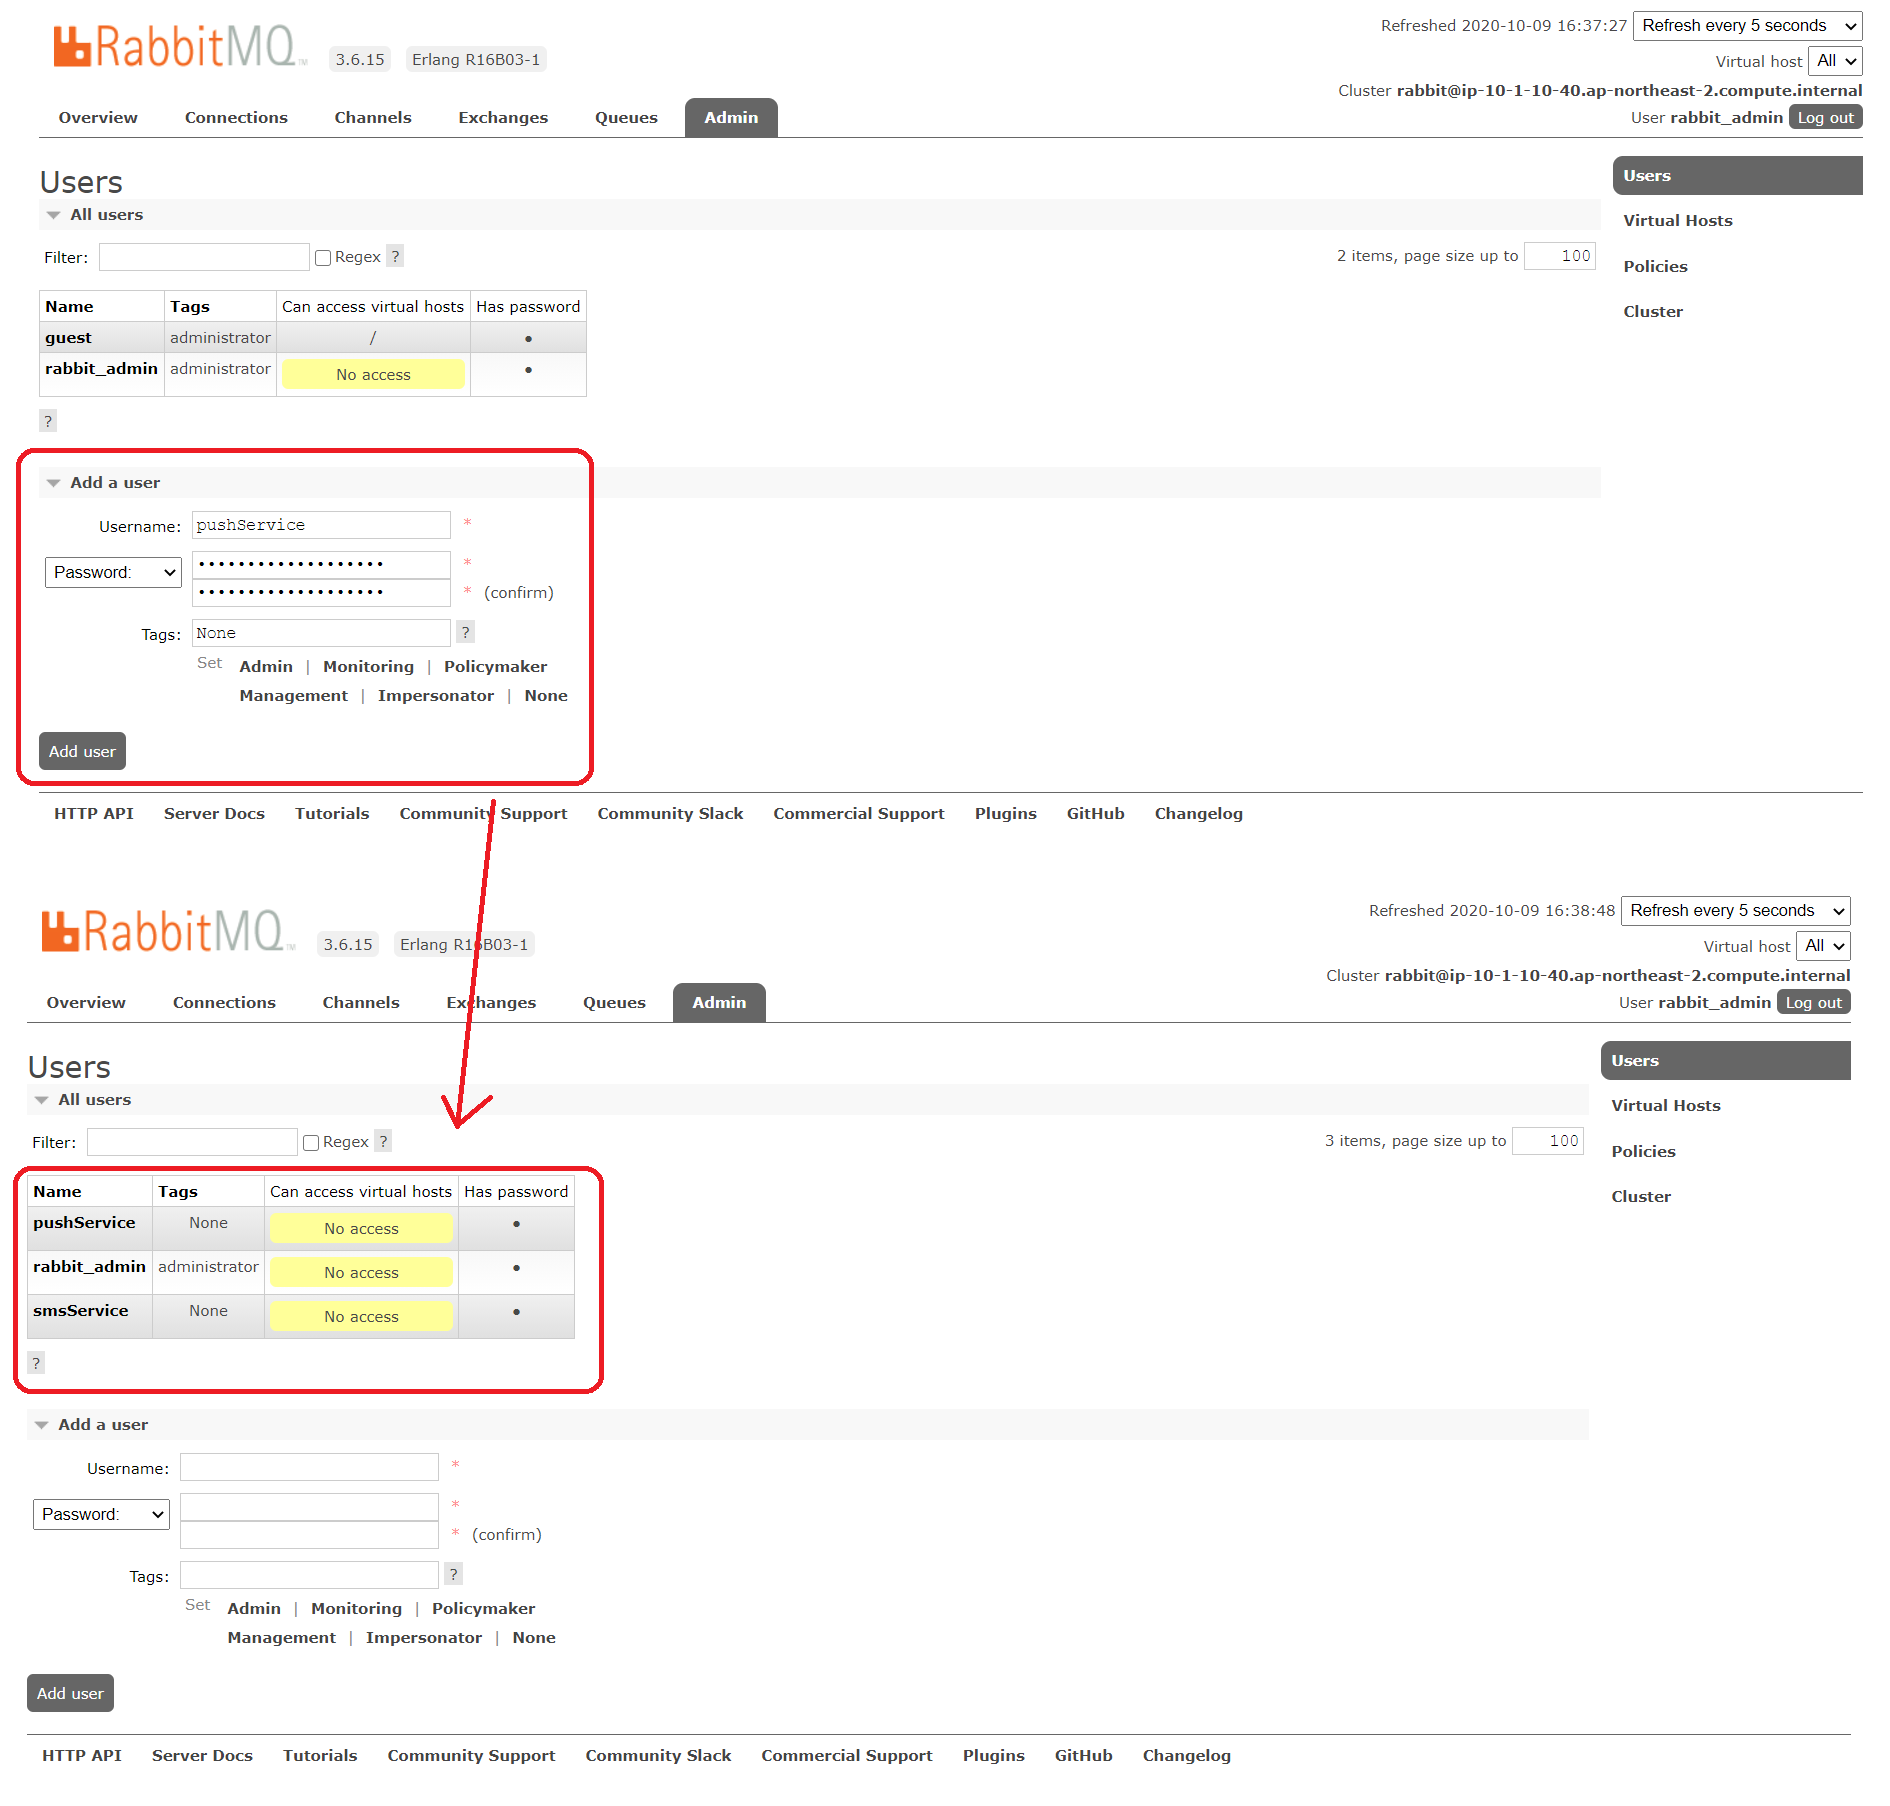 RabbitMQ TM 3.6.15 Erlang R16B03-1
Refreshed 2020-10-09 16:37:27 Refresh every 5 seconds
Virtual host All
Cluster rabbit@ip-10-1-10-40.ap-northeast-2.compute.internal
User rabbit_admin Log out
Overview Connections Channels Exchanges Queues Admin
Users
All users
Filter: Regex ? 2 items, page size up to 100
Name Tags Can access virtual hosts Has password
guest administrator / •
rabbit_admin administrator No access •
?
Users
Virtual Hosts
Policies
Cluster
Add a user
Username: pushService *
Password: ••••••••••••••••••• *
••••••••••••••••••• * (confirm)
Tags: None ?
Set Admin | Monitoring | Policymaker
Management | Impersonator | None
Add user
HTTP API Server Docs Tutorials Community Support Community Slack Commercial Support Plugins GitHub Changelog
RabbitMQ TM 3.6.15 Erlang R16B03-1
Refreshed 2020-10-09 16:38:48 Refresh every 5 seconds
Virtual host All
Cluster rabbit@ip-10-1-10-40.ap-northeast-2.compute.internal
User rabbit_admin Log out
Overview Connections Channels Exchanges Queues Admin
Users
All users
Filter: Regex ? 3 items, page size up to 100
Name Tags Can access virtual hosts Has password
pushService None No access •
rabbit_admin administrator No access •
smsService None No access •
?
Users
Virtual Hosts
Policies
Cluster
Add a user
Username: *
Password: *
* (confirm)
Tags: ?
Set Admin | Monitoring | Policymaker
Management | Impersonator | None
Add user
HTTP API Server Docs Tutorials Community Support Community Slack Commercial Support Plugins GitHub Changelog